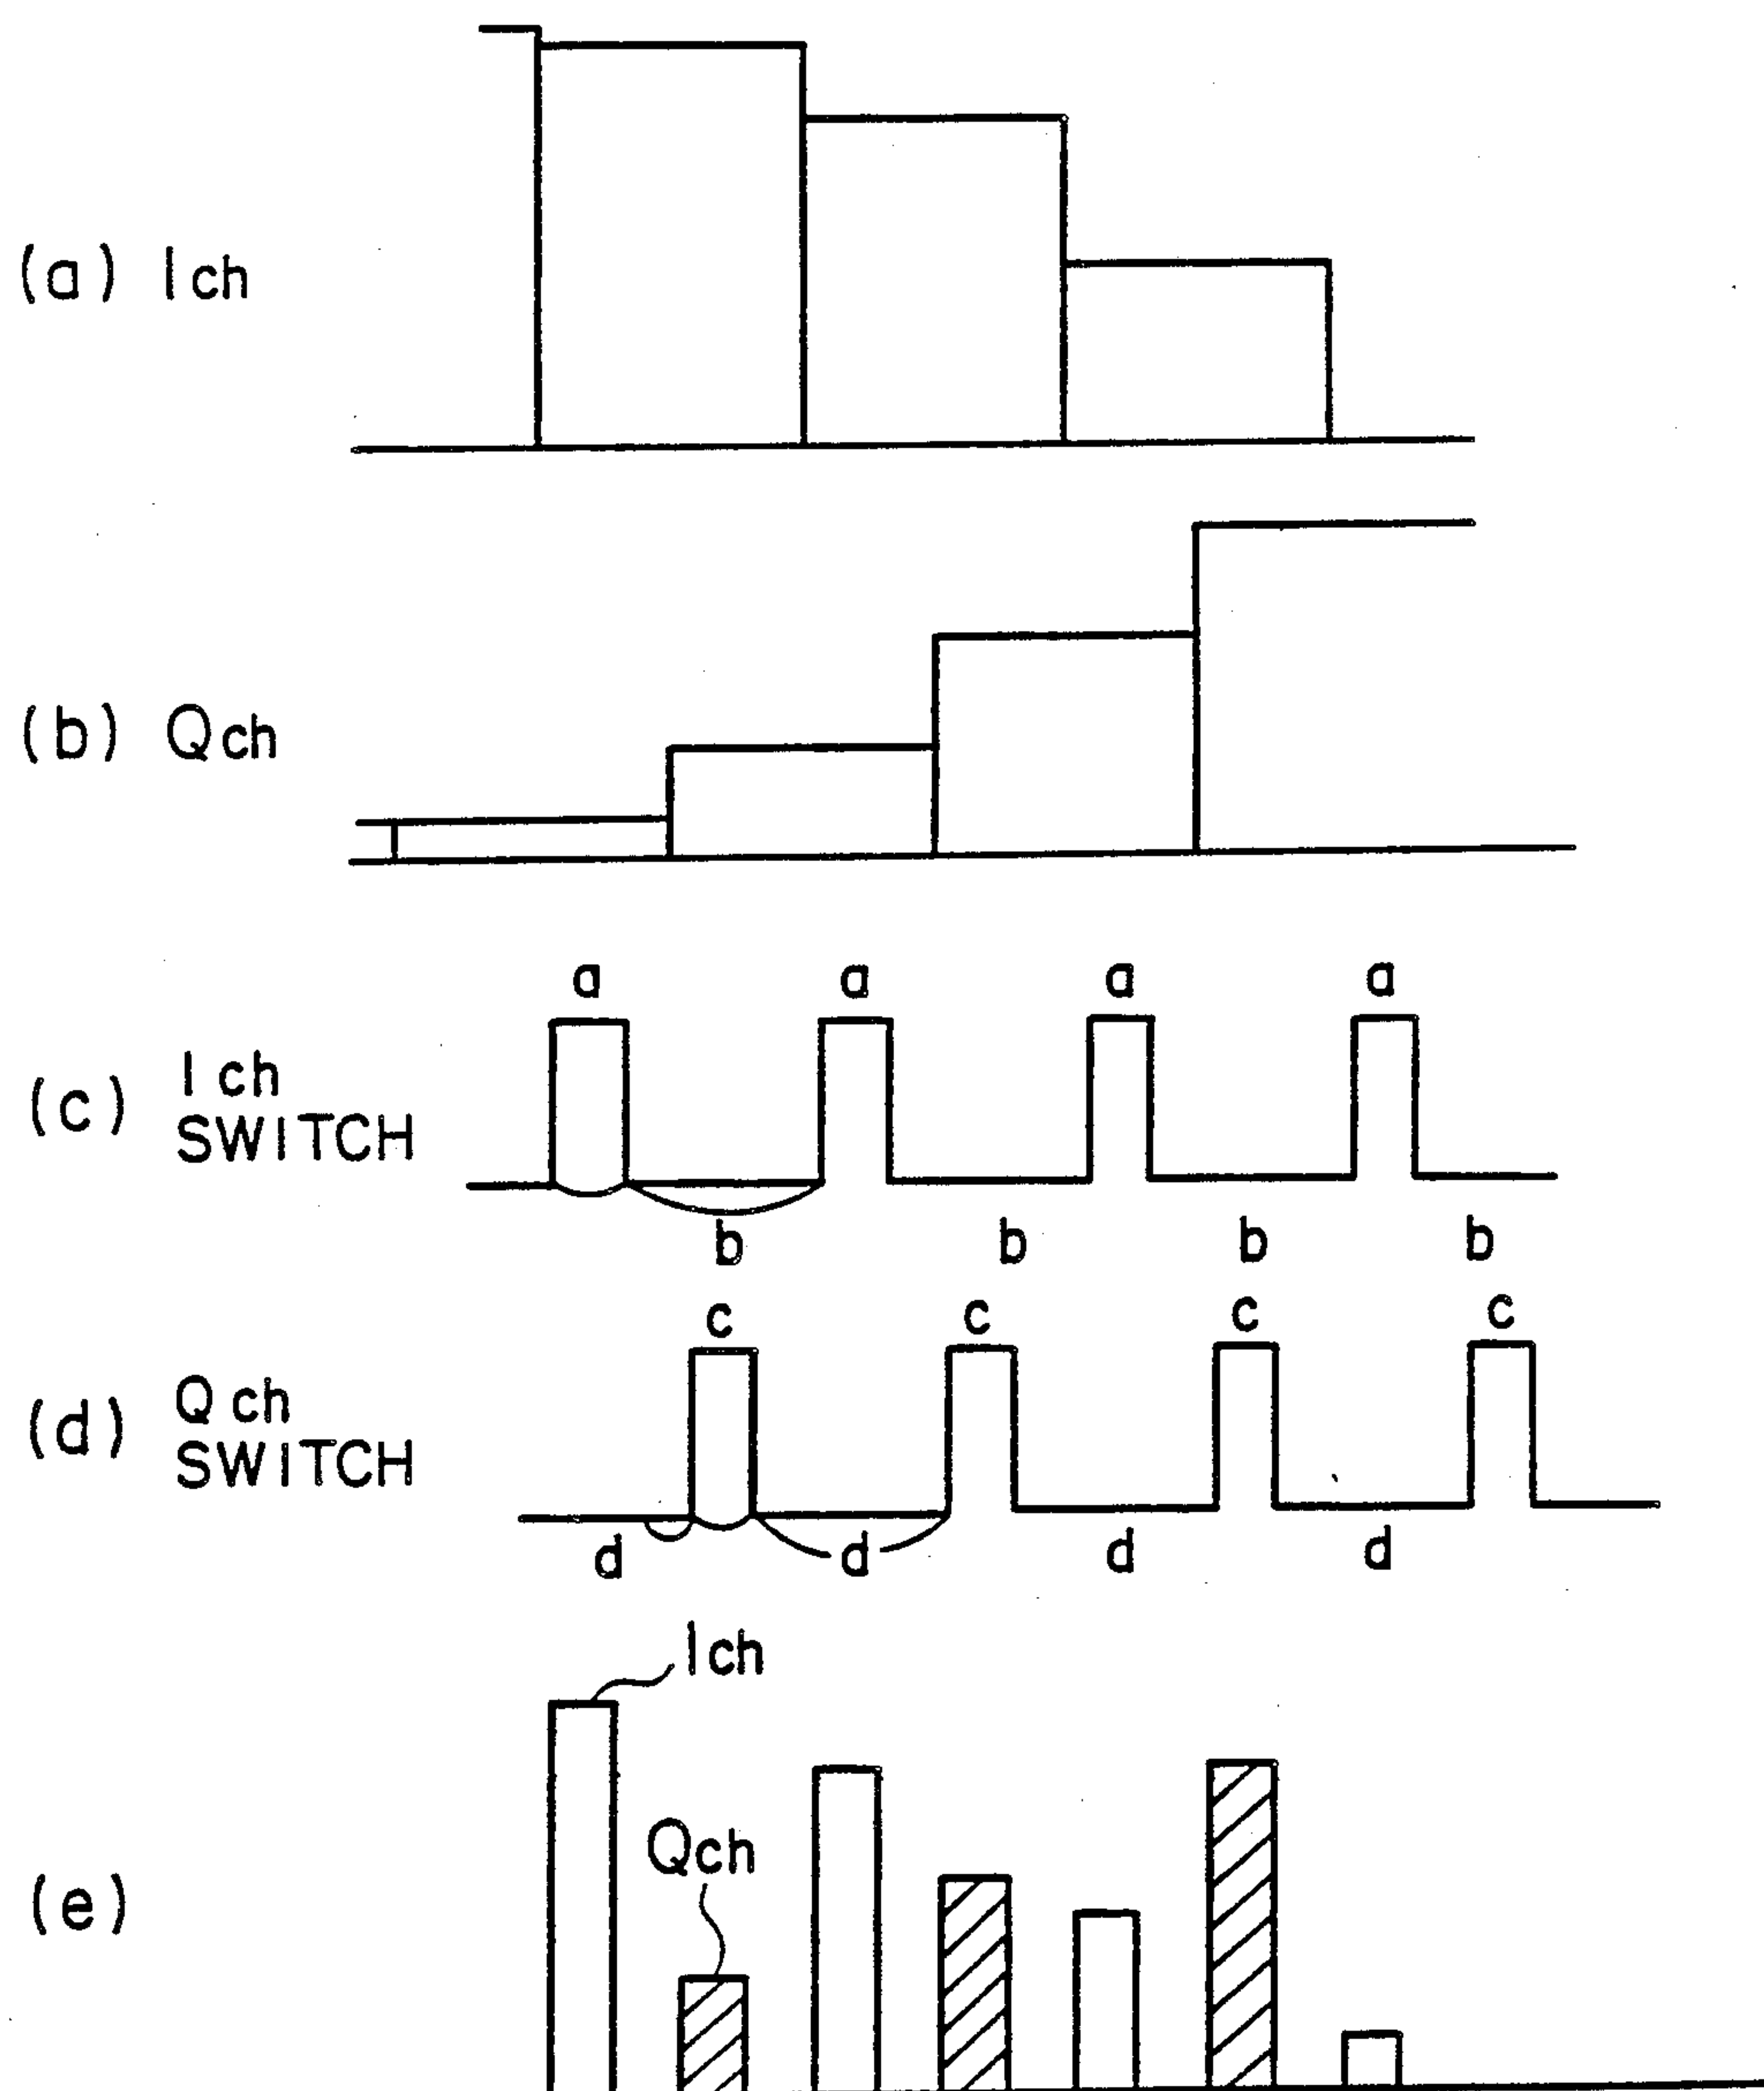 (a) Ich
(b) Qch
a a a a
(c) Ich
SWITCH
b b b b
c c c c
(d) Qch
SWITCH
d d d d
Ich
Qch
(e)